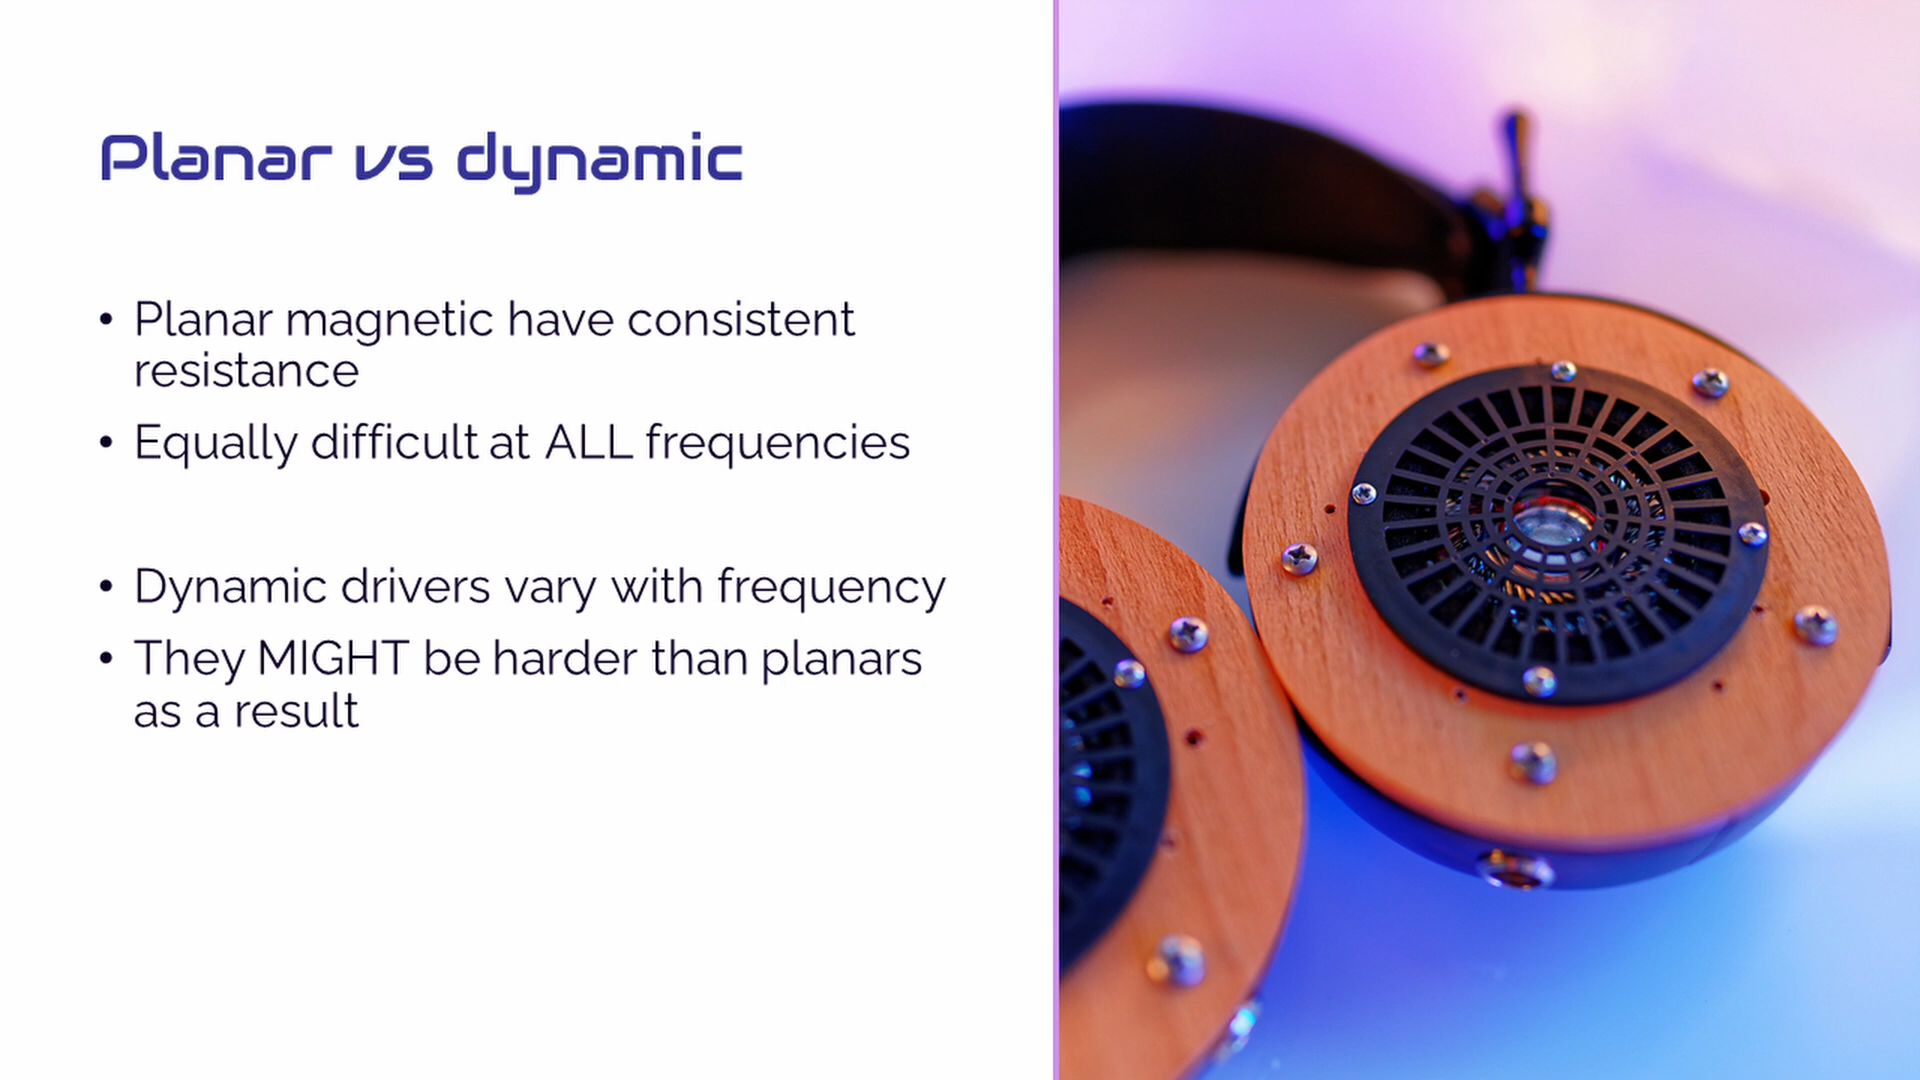 Planar vs dynamic
• Planar magnetic have consistent
resistance
• Equally difficult at ALL frequencies
• Dynamic drivers vary with frequency
• They MIGHT be harder than planars
as a result